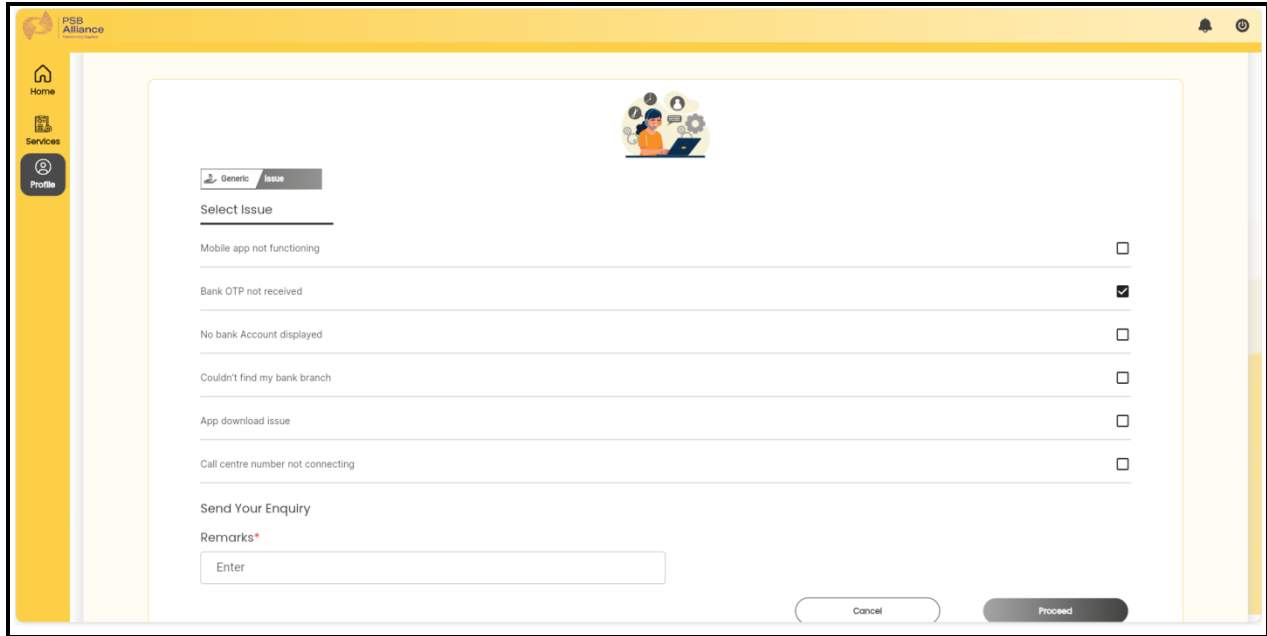 PSB
Alliance
Home
Services
Profile
Generic Issue
Select Issue
Mobile app not functioning
Bank OTP not received
No bank Account displayed
Couldn't find my bank branch
App download issue
Call centre number not connecting
Send Your Enquiry
Remarks*
Enter
Cancel Proceed